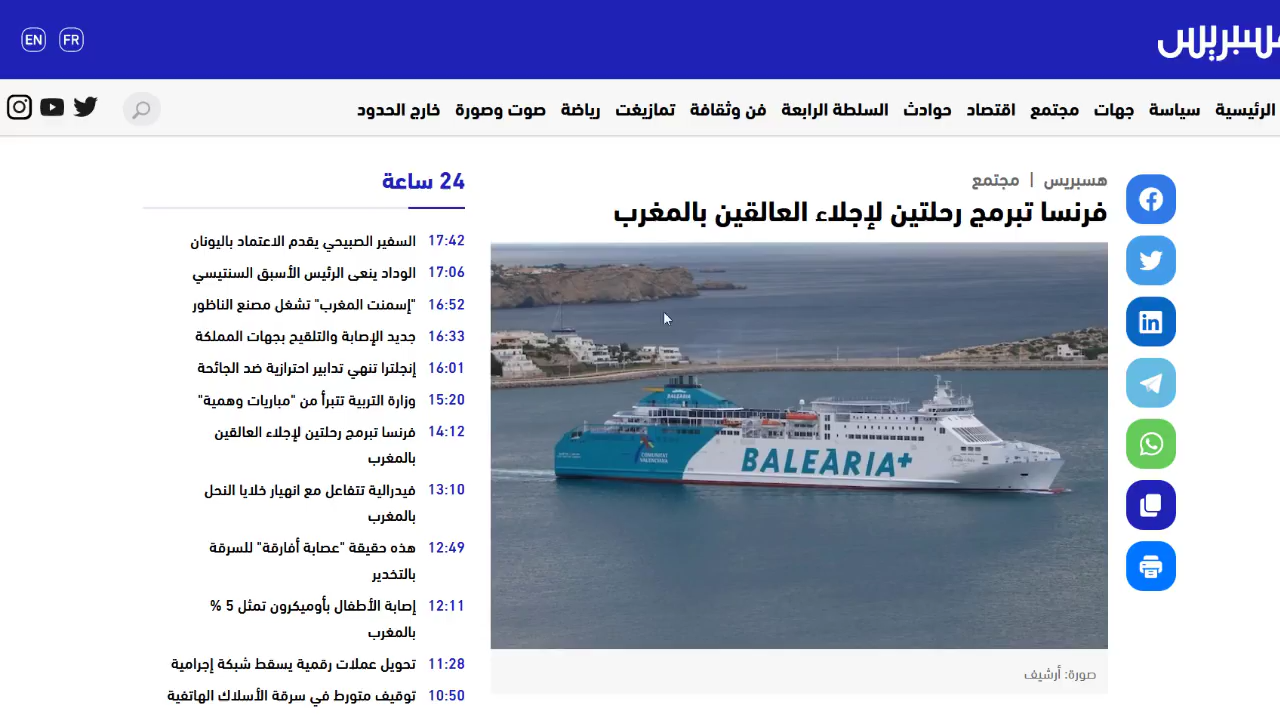 EN FR
هسبريس
الرئيسية سياسة جهات مجتمع اقتصاد حوادث السلطة الرابعة فن وثقافة تمازيغت رياضة صوت وصورة خارج الحدود
هسبريس | مجتمع
فرنسا تبرمج رحلتين لإجلاء العالقين بالمغرب
BALEÀRIA
COMUNITAT
VALENCIANA
BALEÀRIA+
صورة: أرشيف
24 ساعة
17:42 السفير الصبيحي يقدم الاعتماد باليونان
17:06 الوداد ينعى الرئيس الأسبق السنتيسي
16:52 "إسمنت المغرب" تشغل مصنع الناظور
16:33 جديد الإصابة والتلقيح بجهات المملكة
16:01 إنجلترا تنهي تدابير احترازية ضد الجائحة
15:20 وزارة التربية تتبرأ من "مباريات وهمية"
14:12 فرنسا تبرمج رحلتين لإجلاء العالقين
بالمغرب
13:10 فيدرالية تتفاعل مع انهيار خلايا النحل
بالمغرب
12:49 هذه حقيقة "عصابة أفارقة" للسرقة
بالتخدير
12:11 إصابة الأطفال بأوميكرون تمثل 5 %
بالمغرب
11:28 تحويل عملات رقمية يسقط شبكة إجرامية
10:50 توقيف متورط في سرقة الأسلاك الهاتفية